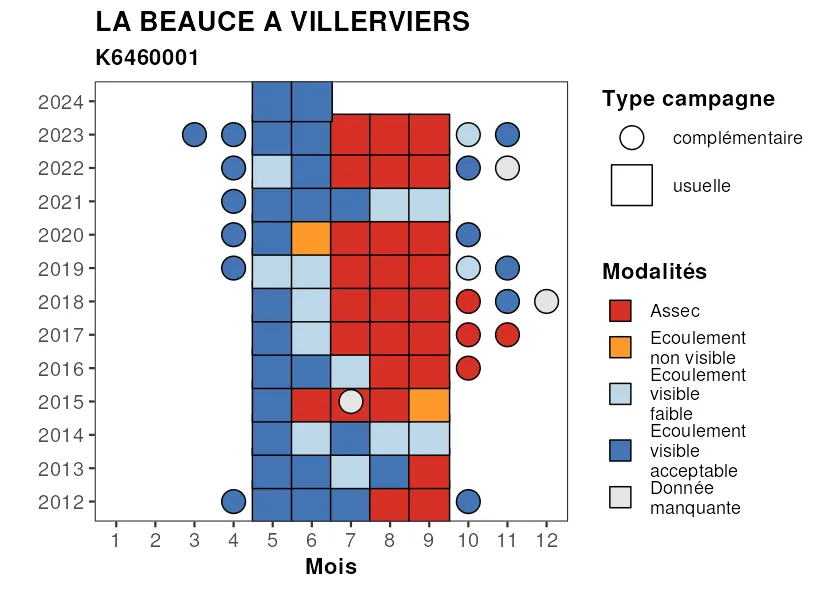 LA BEAUCE A VILLERVIERS
K6460001
2024
2023
2022
2021
2020
2019
2018
2017
2016
2015
2014
2013
2012
1 2 3 4 5 6 7 8 9 10 11 12
Mois
Type campagne
complémentaire
usuelle
Modalités
Assec
Ecoulement
non visible
Ecoulement
visible
faible
Ecoulement
visible
acceptable
Donnée
manquante